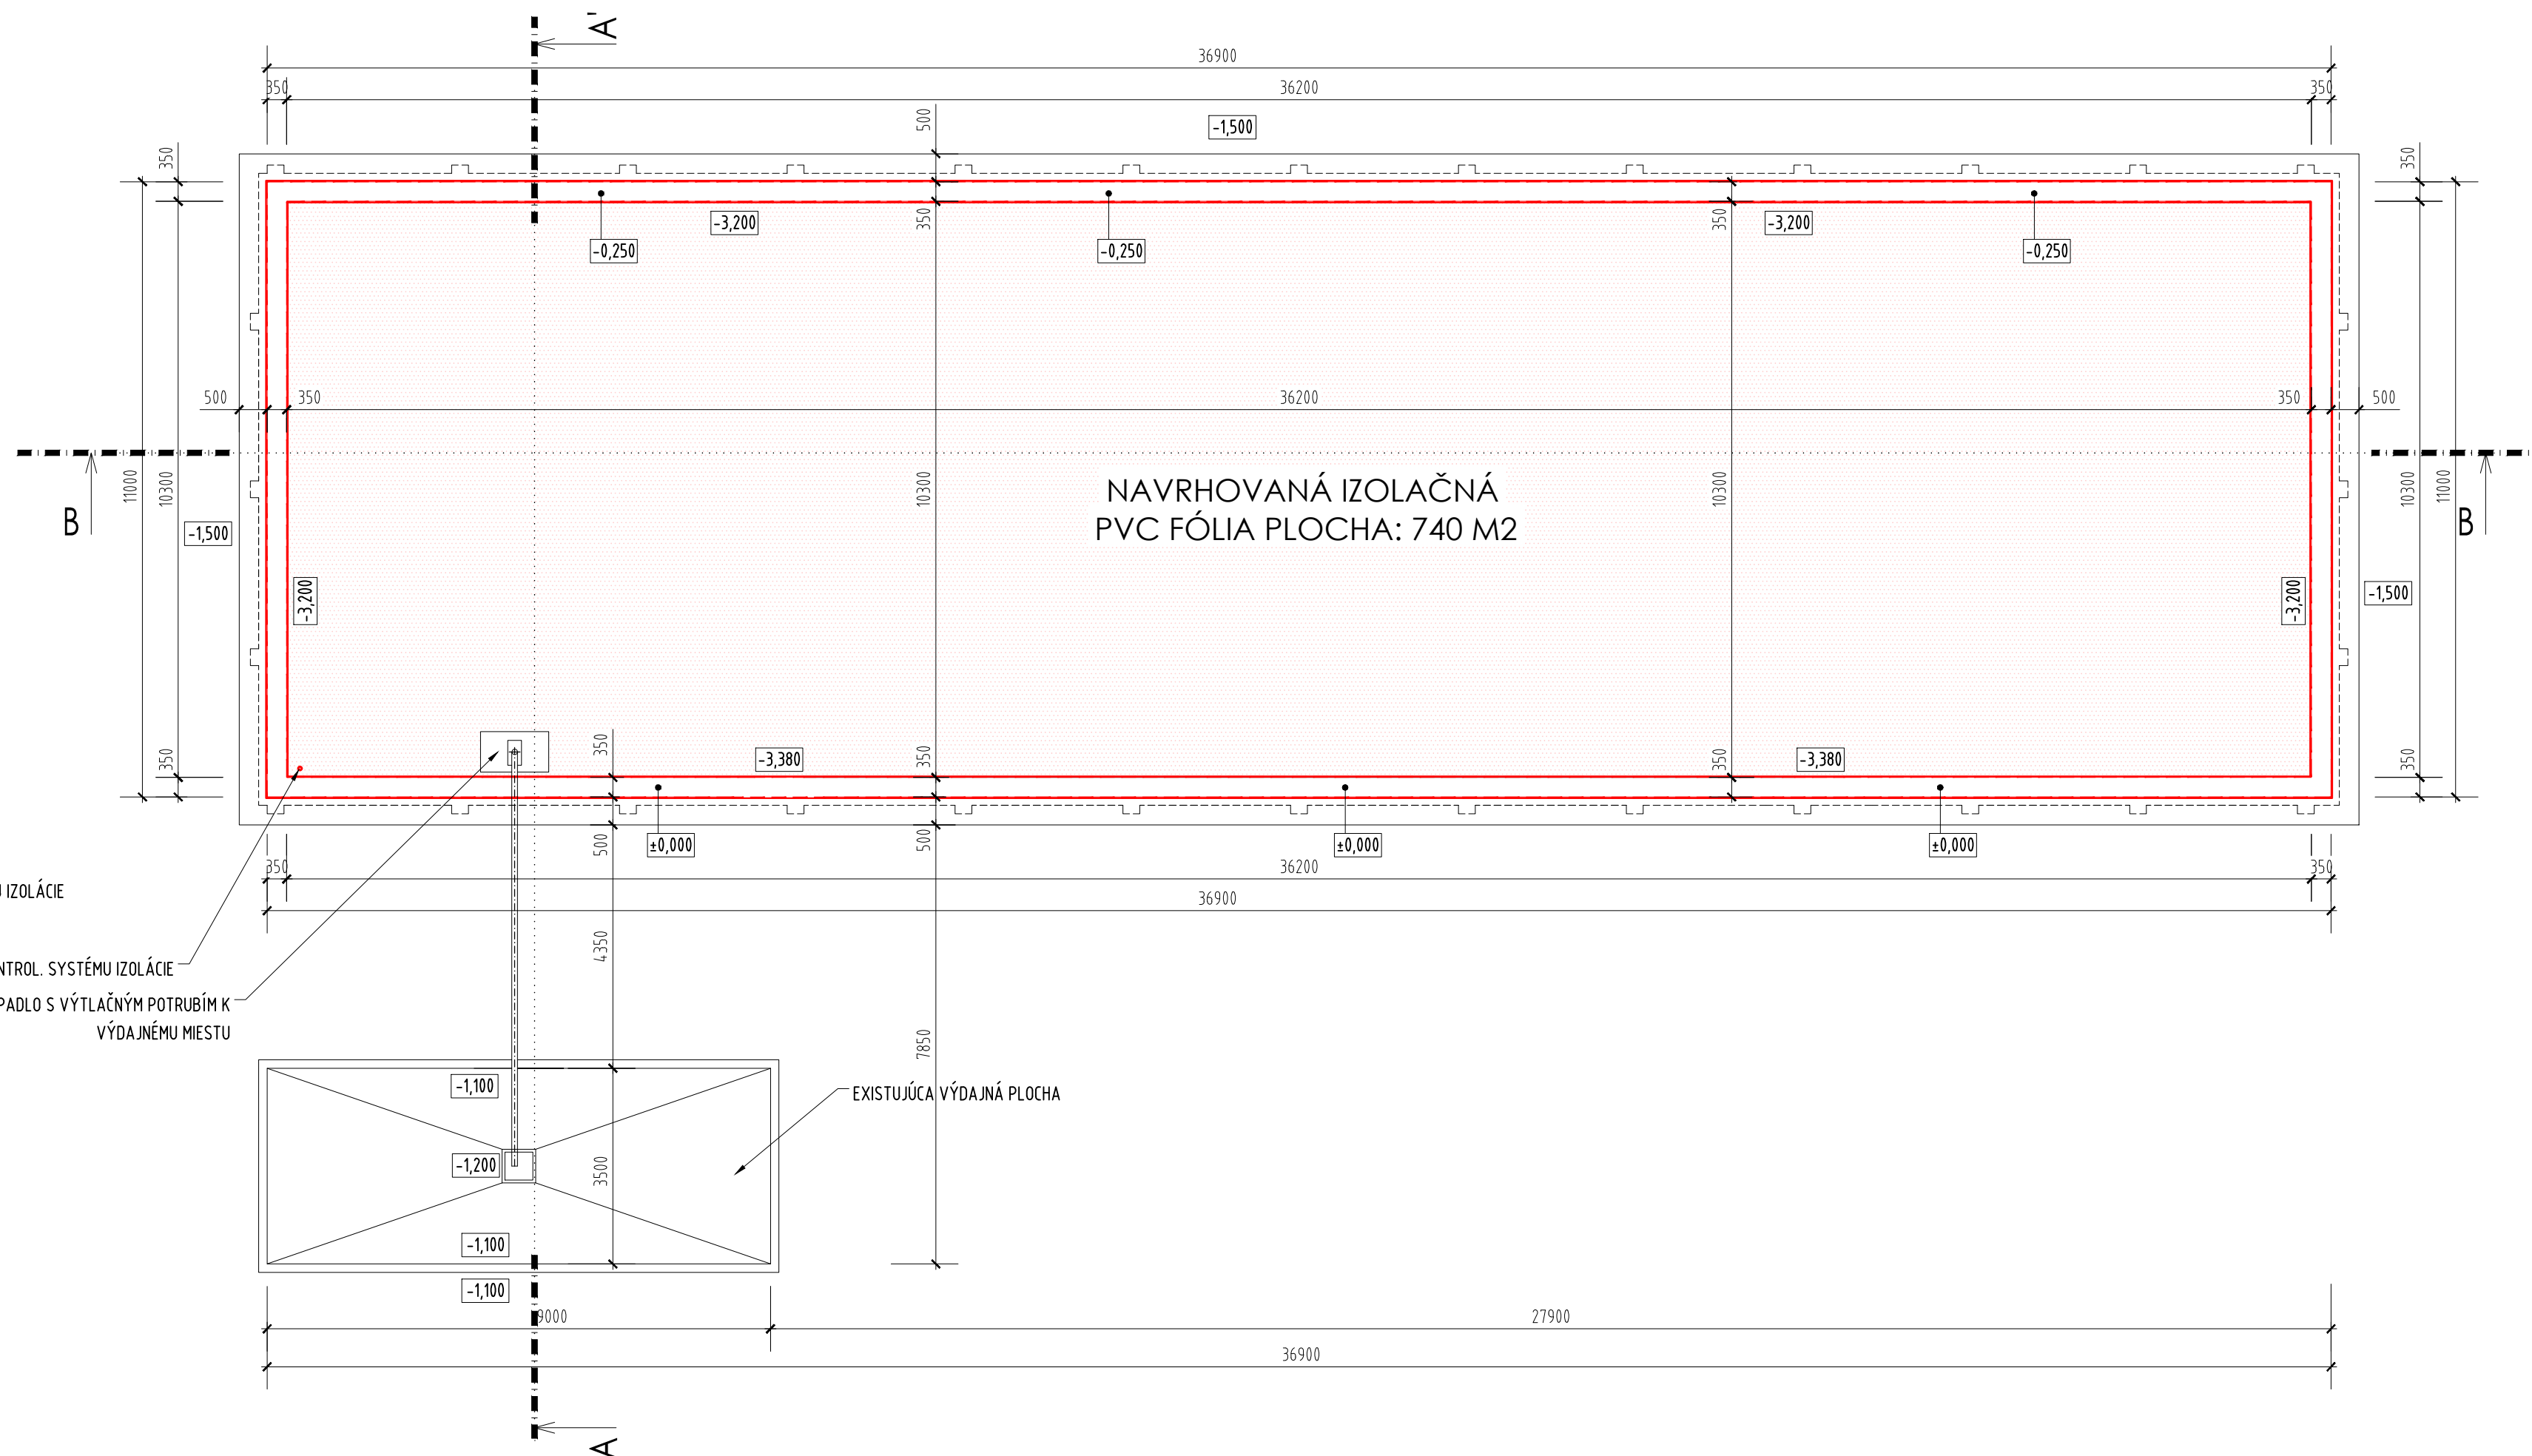 A'
36900
350 36200 350
500
-1,500
350 350
-3,200 350 350 -3,200
-0,250 -0,250 -0,250
500 350 36200 350 500
11000 10300 10300 10300 10300 11000
NAVRHOVANÁ IZOLAČNÁ
PVC FÓLIA PLOCHA: 740 M2
B B
-1,500
-3,200 -3,200 -1,500
350 350 350 350 350
-3,380 -3,380
500 500
±0,000 ±0,000 ±0,000
350 36200 350
IZOLÁCIE
36900
4350
NTROL. SYSTÉMU IZOLÁCIE
PADLO S VÝTLAČNÝM POTRUBÍM K
VÝDAJNÉMU MIESTU
7850
-1,100
EXISTUJÚCA VÝDAJNÁ PLOCHA
-1,200 3500
-1,100
-1,100
9000 27900
36900
A